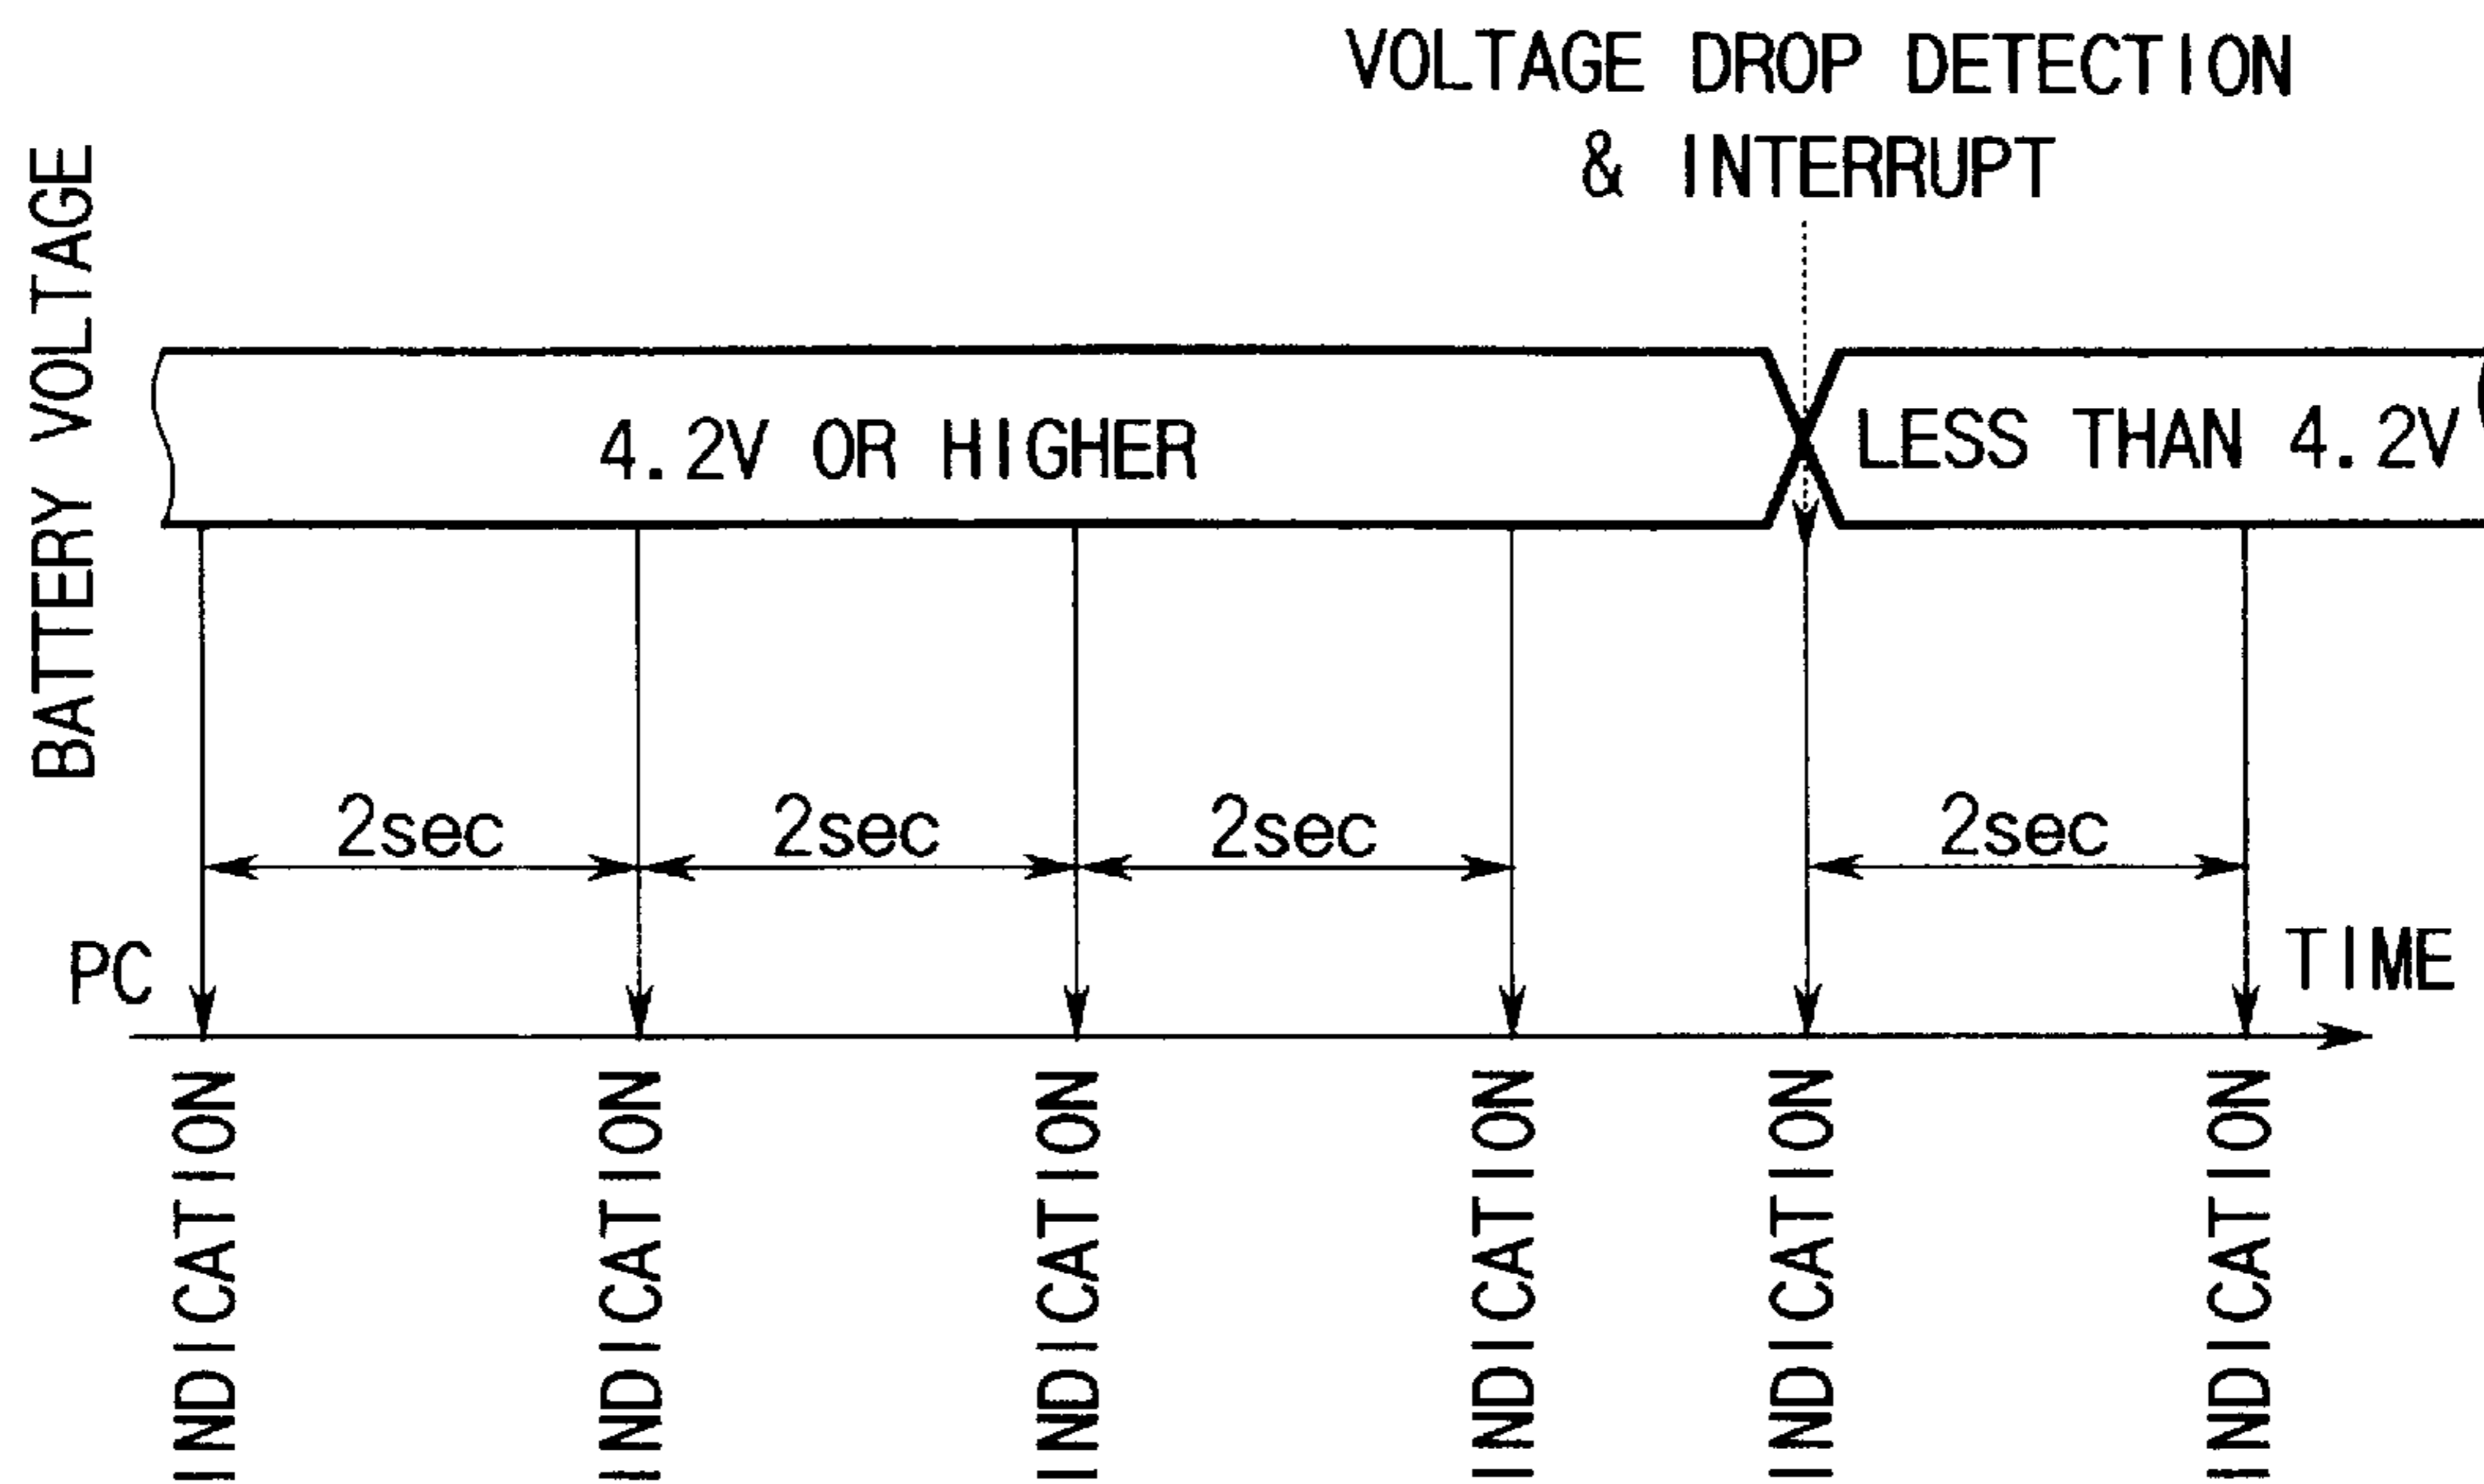 VOLTAGE DROP DETECTION
& INTERRUPT
BATTERY VOLTAGE
4.2V OR HIGHER
LESS THAN 4.2V
2sec
2sec
2sec
2sec
PC
TIME
INDICATION
INDICATION
INDICATION
INDICATION
INDICATION
INDICATION